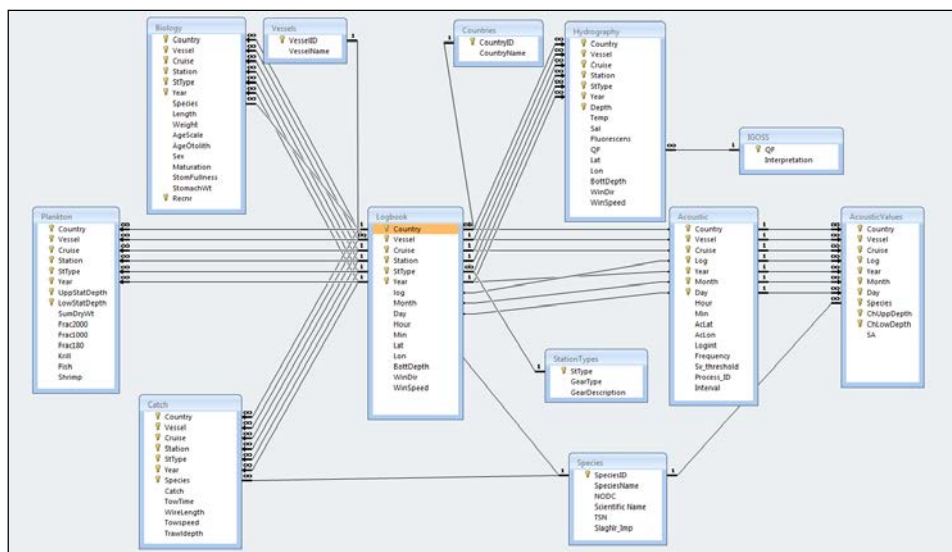 Biology
Country
Vessel
Cruise
Station
StType
Year
Species
Length
Weight
AgeScale
AgeOtolith
Sex
Maturation
StomFullness
StomachWt
Recnr
Vessels
VesselID
VesselName
Countries
CountryID
CountryName
Hydrography
Country
Vessel
Cruise
Station
StType
Year
Depth
Temp
Sal
Fluorescens
QF
Lat
Lon
BottDepth
WinDir
WinSpeed
IGOSS
QF
Interpretation
Plankton
Country
Vessel
Cruise
Station
StType
Year
UppStatDepth
LowStatDepth
SumDryWt
Frac2000
Frac1000
Frac180
Krill
Fish
Shrimp
Logbook
Country
Vessel
Cruise
Station
StType
Year
log
Month
Day
Hour
Min
Lat
Lon
BottDepth
WinDir
WinSpeed
Acoustic
Country
Vessel
Cruise
Log
Year
Month
Day
Hour
Min
AcLat
AcLon
Logint
Frequency
Sv_threshold
Process_ID
Interval
AcousticValues
Country
Vessel
Cruise
Log
Year
Month
Day
Species
ChUppDepth
ChLowDepth
SA
StationTypes
StType
GearType
GearDescription
Catch
Country
Vessel
Cruise
Station
StType
Year
Species
Catch
TowTime
WireLength
Towspeed
Trawldepth
Species
SpeciesID
SpeciesName
NODC
Scientific Name
TSN
SlagNr_Imp